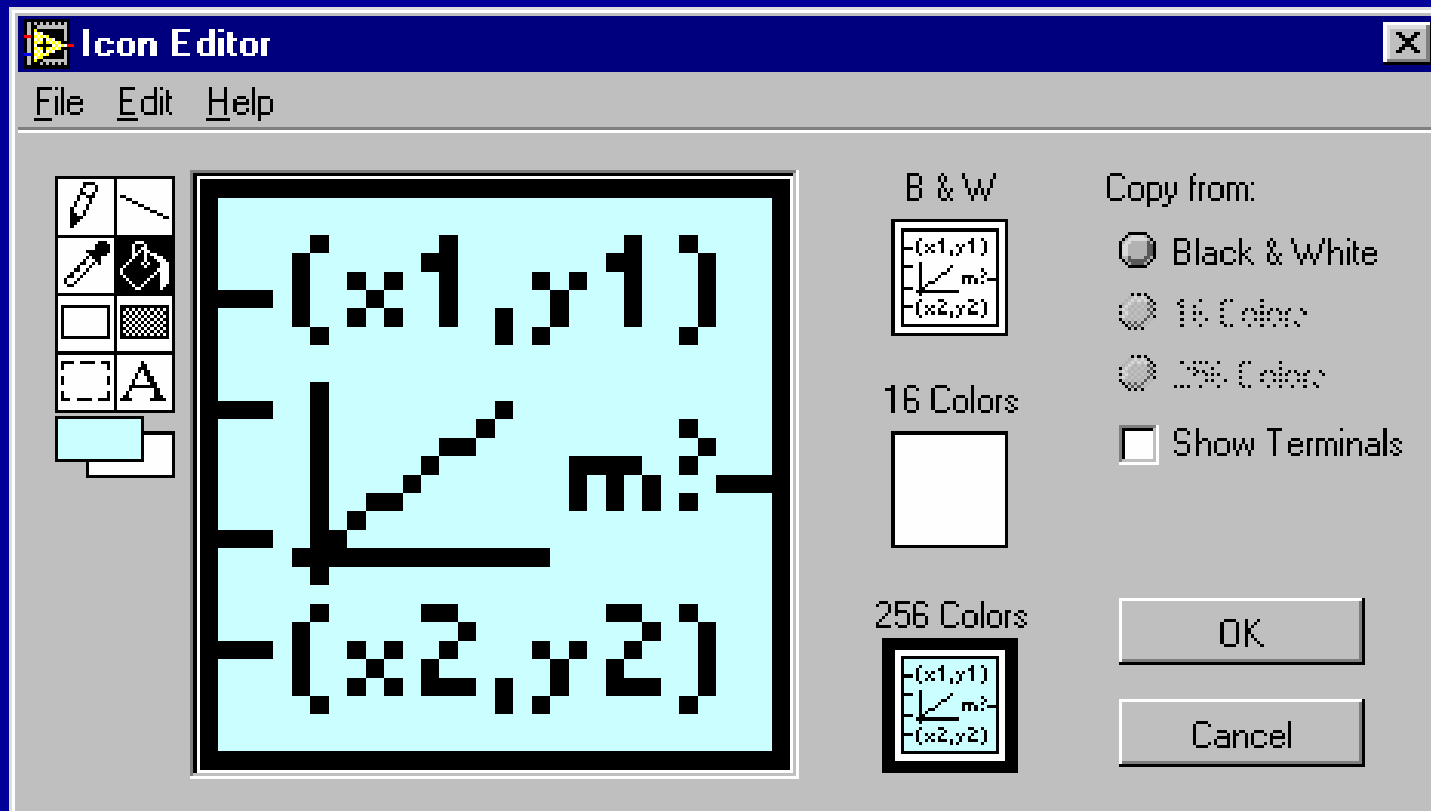 Icon Editor
File Edit Help
B & W
Copy from:
(x1,y1)
m?
(x2,y2)
A
(x1,y1)
m?
(x2,y2)
Black & White
16 Colors
256 Colors
16 Colors
Show Terminals
256 Colors
(x1,y1)
m?
(x2,y2)
OK
Cancel